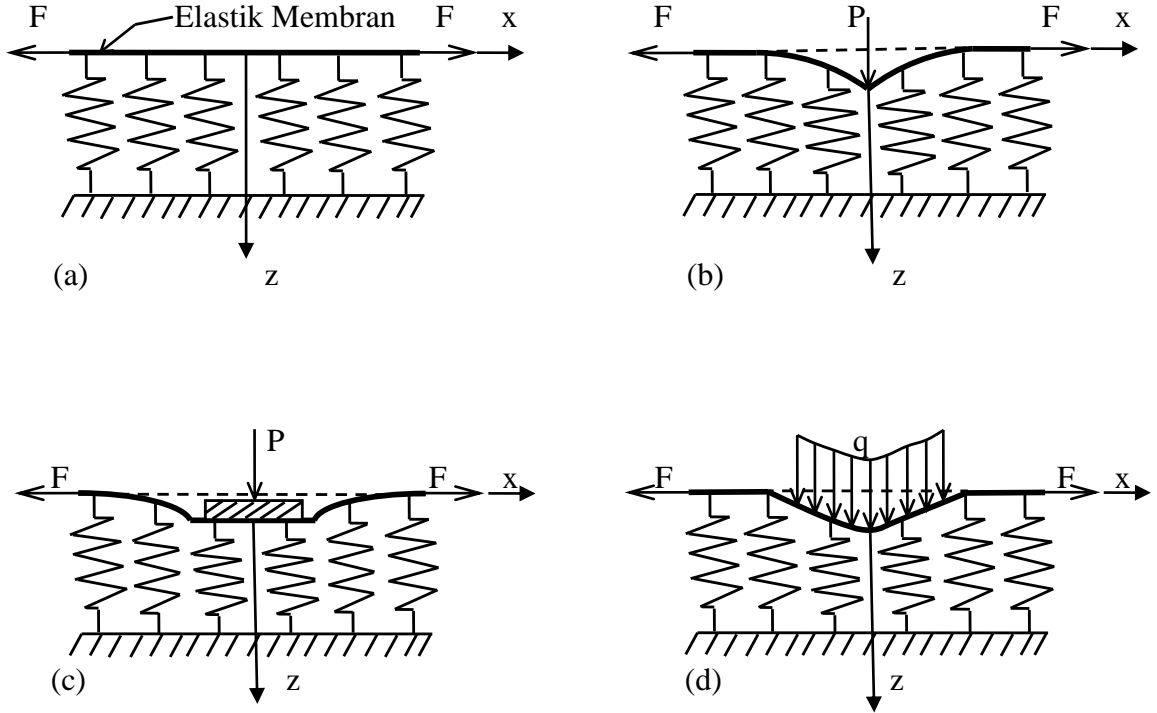 F Elastik Membran F x
z
(a)
F P F x
z
(b)
P
F F x
z
(c)
q
F F x
z
(d)